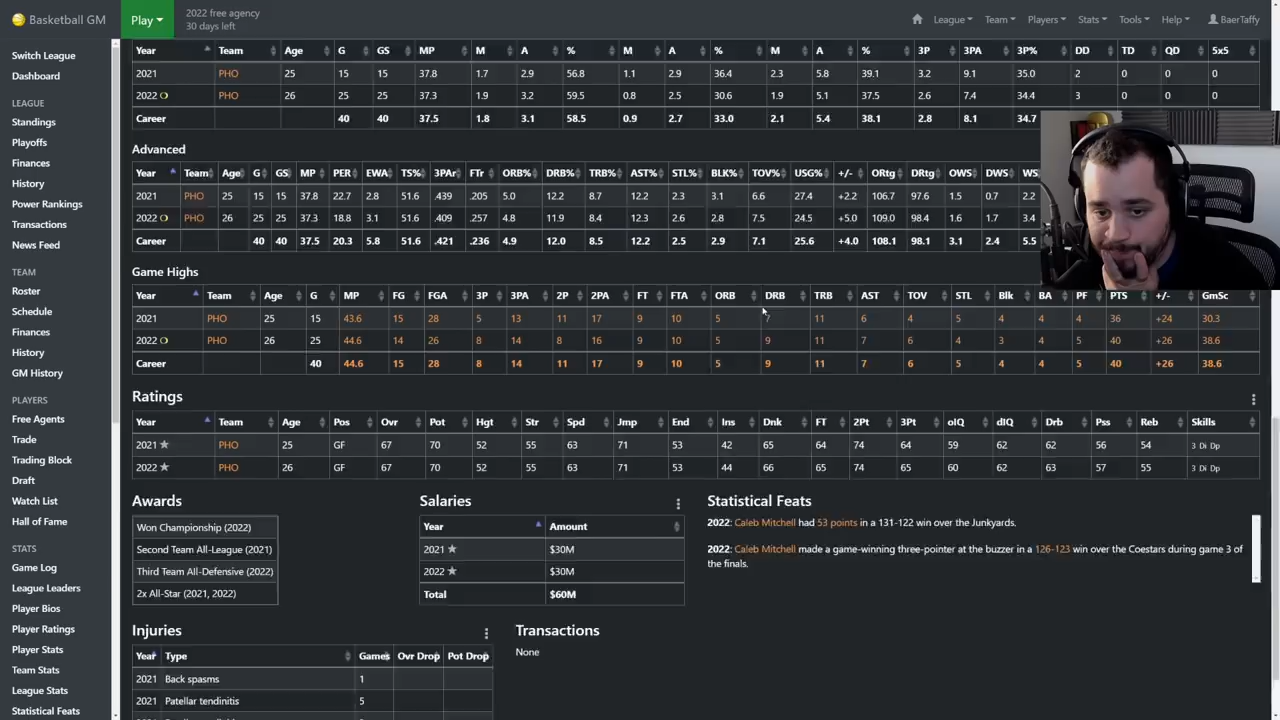 Basketball GM Play 2022 free agency League Team Players Stats Tools Help BaerTaffy
30 days left
Switch League
Dashboard
LEAGUE
Standings
Playoffs
Finances
History
Power Rankings
Transactions
News Feed
TEAM
Roster
Schedule
Finances
History
GM History
PLAYERS
Free Agents
Trade
Trading Block
Draft
Watch List
Hall of Fame
STATS
Game Log
League Leaders
Player Bios
Player Ratings
Player Stats
Team Stats
League Stats
Statistical Feats
Year Team Age G GS MP M A % M A % M A % 3P 3PA 3P% DD TD QD 5x5
2021 PHO 25 15 15 37.8 1.7 2.9 56.8 1.1 2.9 36.4 2.3 5.8 39.1 3.2 9.1 35.0 2 0 0 0
2022 PHO 26 25 25 37.3 1.9 3.2 59.5 0.8 2.5 30.6 1.9 5.1 37.5 2.6 7.4 34.4 3 0 0 0
Career 40 40 37.5 1.8 3.1 58.5 0.9 2.7 33.0 2.1 5.4 38.1 2.8 8.1 34.7
Advanced
Year Team Age G GS MP PER EWA TS% 3PAr FTr ORB% DRB% TRB% AST% STL% BLK% TOV% USG% +/- ORtg DRtg OWS DWS WS
2021 PHO 25 15 15 37.8 22.7 2.8 51.6 .439 .205 5.0 12.2 8.7 12.2 2.3 3.1 6.6 27.4 +2.2 106.7 97.6 1.5 0.7 2.2
2022 PHO 26 25 25 37.3 18.8 3.1 51.6 .409 .257 4.8 11.9 8.4 12.3 2.6 2.8 7.5 24.5 +5.0 109.0 98.4 1.6 1.7 3.4
Career 40 40 37.5 20.3 5.8 51.6 .421 .236 4.9 12.0 8.5 12.2 2.5 2.9 7.1 25.6 +4.0 108.1 98.1 3.1 2.4 5.5
Game Highs
Year Team Age G MP FG FGA 3P 3PA 2P 2PA FT FTA ORB DRB TRB AST TOV STL Blk BA PF PTS +/- GmSc
2021 PHO 25 15 43.6 15 28 5 13 11 17 9 10 5 7 11 6 4 5 4 4 4 36 +24 30.3
2022 PHO 26 25 44.6 14 26 8 14 8 16 9 10 5 9 11 7 6 4 3 4 5 40 +26 38.6
Career 40 44.6 15 28 8 14 11 17 9 10 5 9 11 7 6 5 4 4 5 40 +26 38.6
Ratings
Year Team Age Pos Ovr Pot Hgt Str Spd Jmp End Ins Dnk FT 2Pt 3Pt oIQ dIQ Drb Pss Reb Skills
2021 PHO 25 GF 67 70 52 55 63 71 53 42 65 64 74 65 59 62 62 56 54 3 Di Dp
2022 PHO 26 GF 67 70 52 55 63 71 53 44 66 65 74 65 60 62 63 57 55 3 Di Dp
Awards
Won Championship (2022)
Second Team All-League (2021)
Third Team All-Defensive (2022)
2x All-Star (2021, 2022)
Salaries
Year Amount
2021 $30M
2022 $30M
Total $60M
Statistical Feats
2022: Caleb Mitchell had 53 points in a 131-122 win over the Junkyards.
2022: Caleb Mitchell made a game-winning three-pointer at the buzzer in a 126-123 win over the Coestars during game 3 of
the finals.
Injuries
Year Type Games Ovr Drop Pot Drop
2021 Back spasms 1
2021 Patellar tendinitis 5
Transactions
None